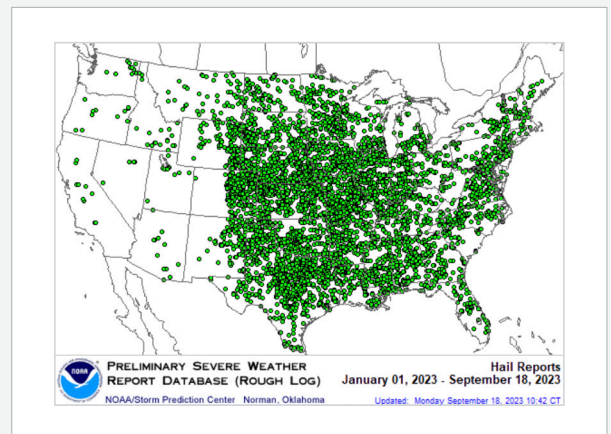 NOAA
PRELIMINARY SEVERE WEATHER
REPORT DATABASE (ROUGH LOG)
NOAA/Storm Prediction Center Norman, Oklahoma
Hail Reports
January 01, 2023 - September 18, 2023
Updated: Monday September 18, 2023 10:42 CT